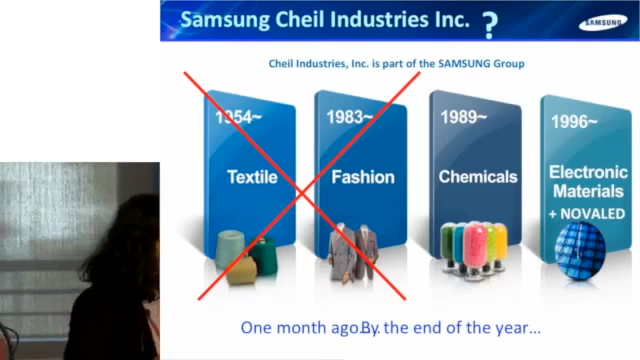 Samsung Cheil Industries Inc. ?
SAMSUNG
Cheil Industries, Inc. is part of the SAMSUNG Group
1954~
Textile
1983~
Fashion
1989~
Chemicals
1996~
Electronic
Materials
+ NOVALED
One month ago.By. the end of the year...